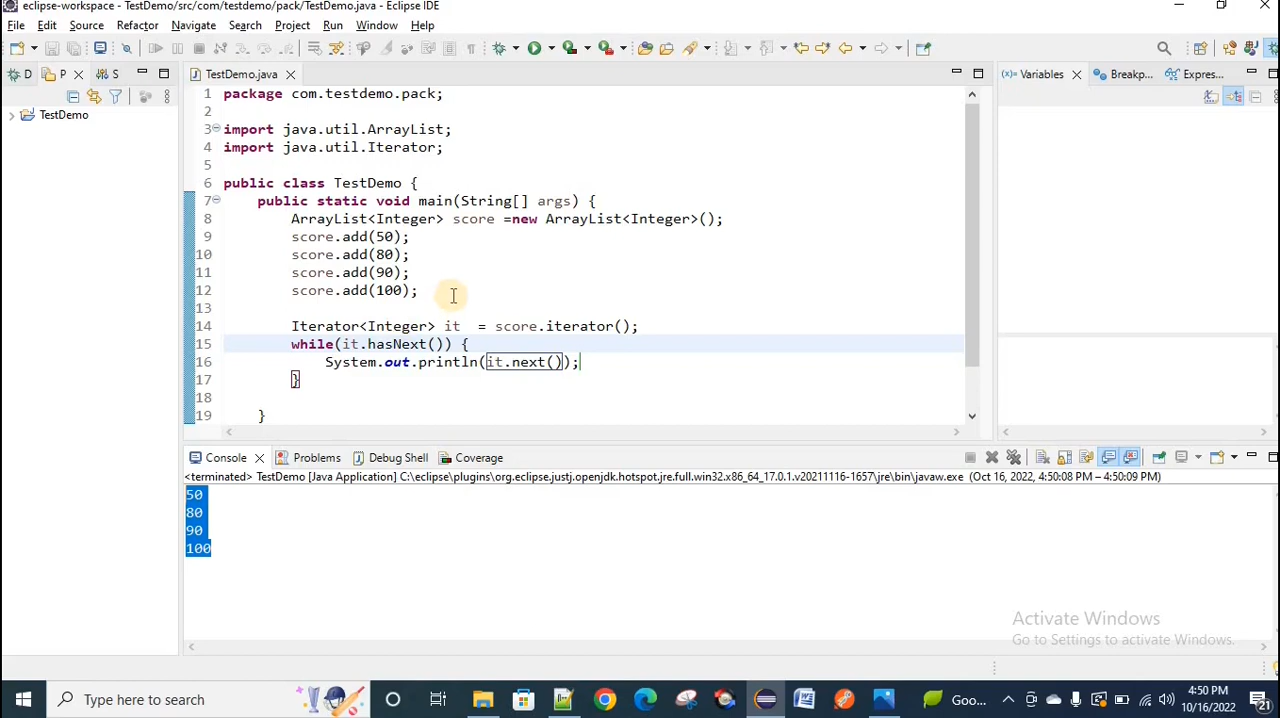 eclipse-workspace - TestDemo/src/com/testdemo/pack/TestDemo.java - Eclipse IDE
File Edit Source Refactor Navigate Search Project Run Window Help
D P S TestDemo.java (x)= Variables Breakp... Expres...
TestDemo
1 package com.testdemo.pack;
2
3 import java.util.ArrayList;
4 import java.util.Iterator;
5
6 public class TestDemo {
7 public static void main(String[] args) {
8 ArrayList<Integer> score =new ArrayList<Integer>();
9 score.add(50);
10 score.add(80);
11 score.add(90);
12 score.add(100);
13
14 Iterator<Integer> it  = score.iterator();
15 while(it.hasNext()) {
16 System.out.println(it.next());
17 }
18
19 }
Console Problems Debug Shell Coverage
<terminated> TestDemo [Java Application] C:\eclipse\plugins\org.eclipse.justj.openjdk.hotspot.jre.full.win32.x86_64_17.0.1.v20211116-1657\jre\bin\javaw.exe (Oct 16, 2022, 4:50:08 PM – 4:50:09 PM)
50
80
90
100
Activate Windows
Go to Settings to activate Windows.
Type here to search
Goo...
4:50 PM
10/16/2022
21